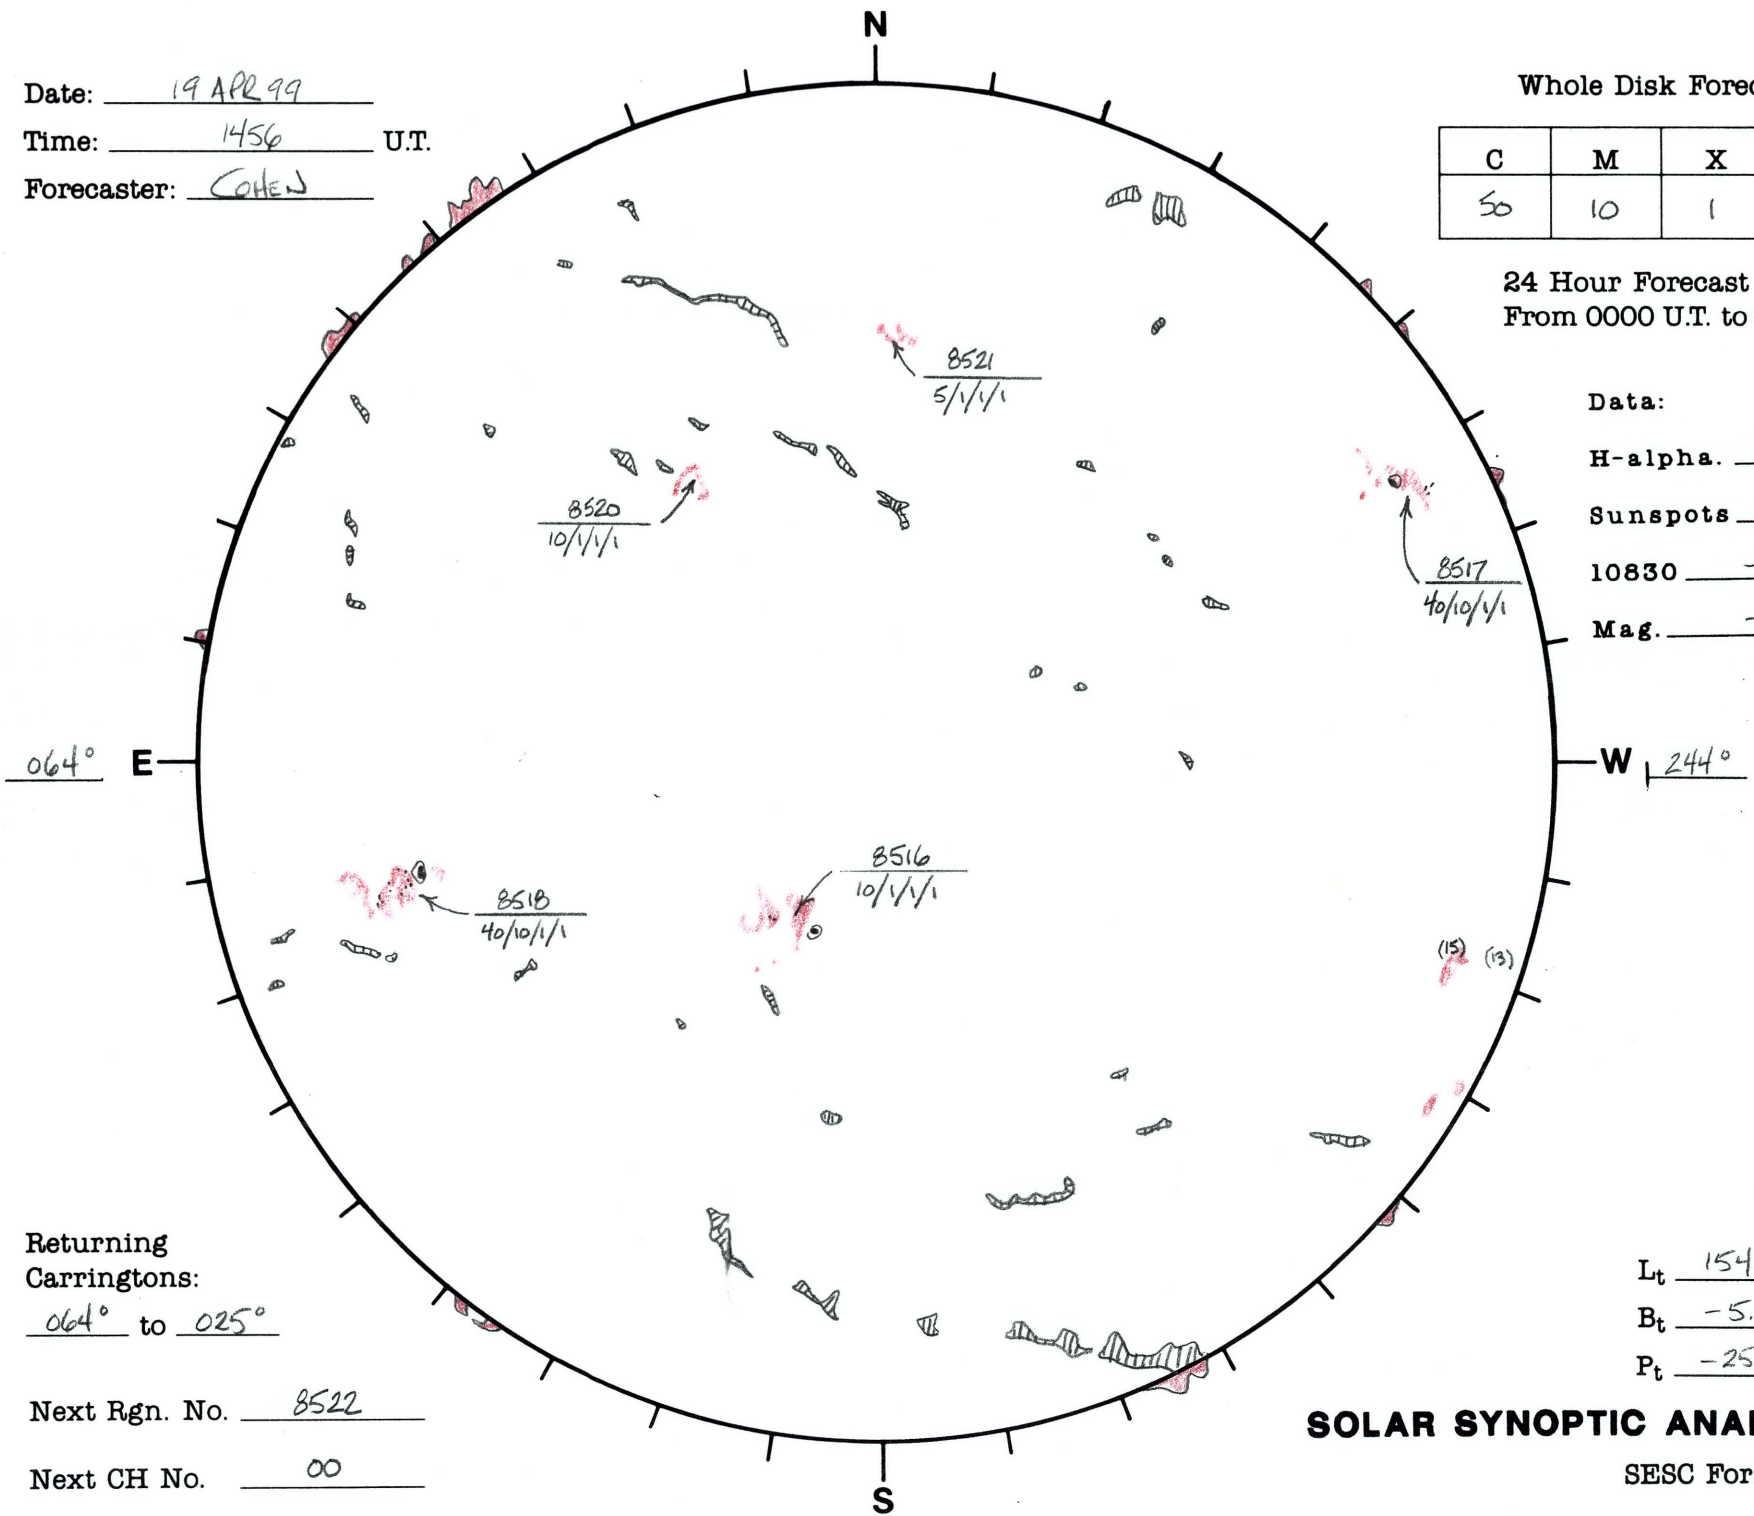 N
Date: 19 APR 99
Time: 1456 U.T.
Forecaster: COHEN
Whole Disk Forec
C M X
50 10 1
24 Hour Forecast
From 0000 U.T. to
Data:
H-alpha.
Sunspots
10830
Mag.
8521
5/1/1/1
8520
10/1/1/1
8517
40/10/1/1
064° E
W 244°
8516
10/1/1/1
8518
40/10/1/1
(15) (13)
Returning
Carringtons:
064° to 025°
Next Rgn. No. 8522
Next CH No. 00
Lt 154
Bt -5.
Pt -25
SOLAR SYNOPTIC ANA
SESC For
S